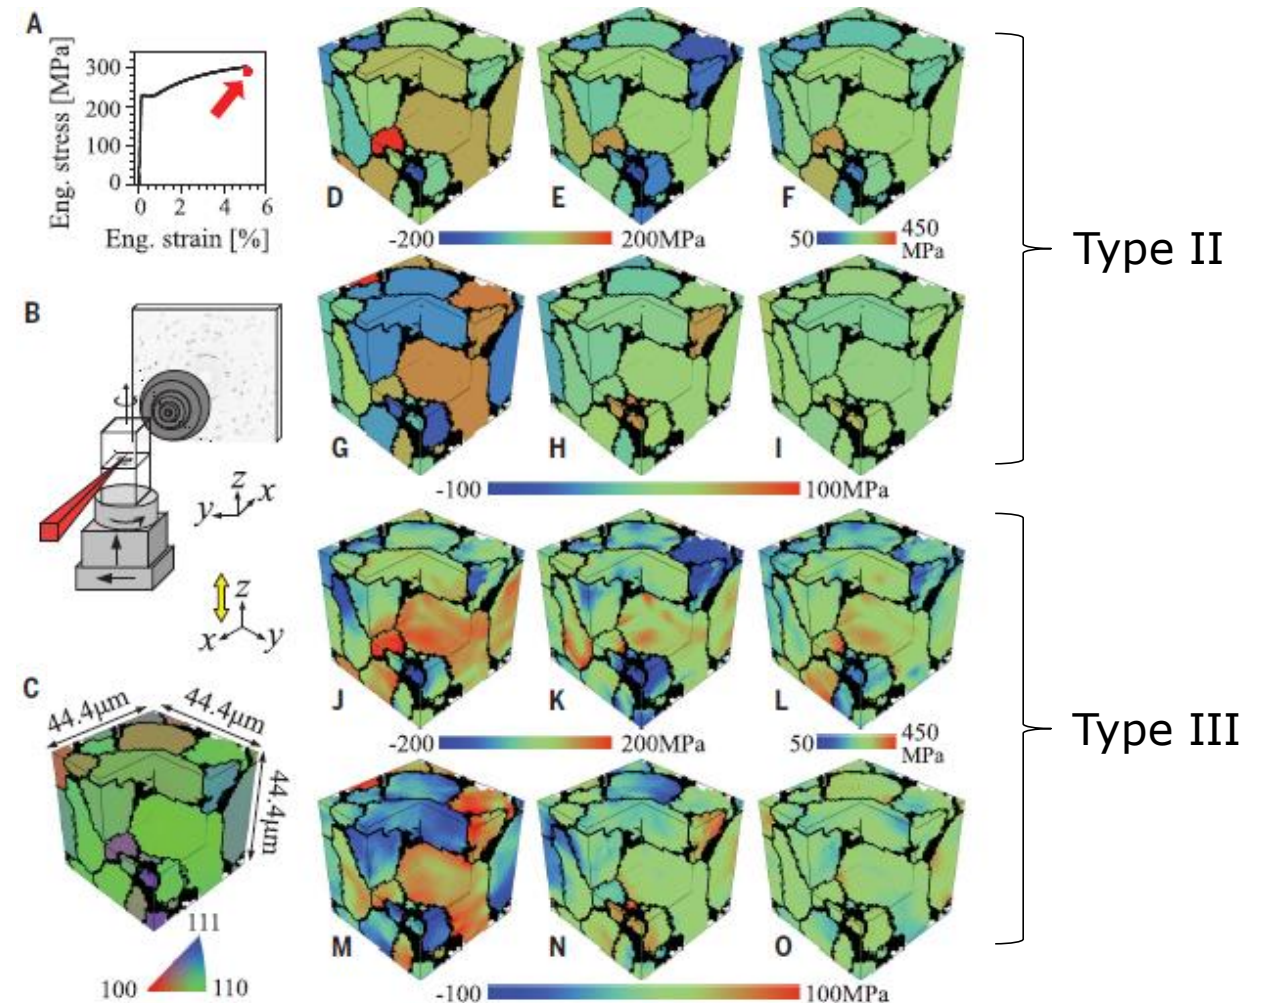 A
Eng. stress [MPa]
300
200
100
0
0 2 4 6
Eng. strain [%]
B
z
x
y
z
x
y
C
44.4μm
44.4μm
44.4μm
111
100
110
D
E
F
-200
200MPa
50
450
MPa
G
H
I
-100
100MPa
Type II
J
K
L
-200
200MPa
50
450
MPa
M
N
O
-100
100MPa
Type III